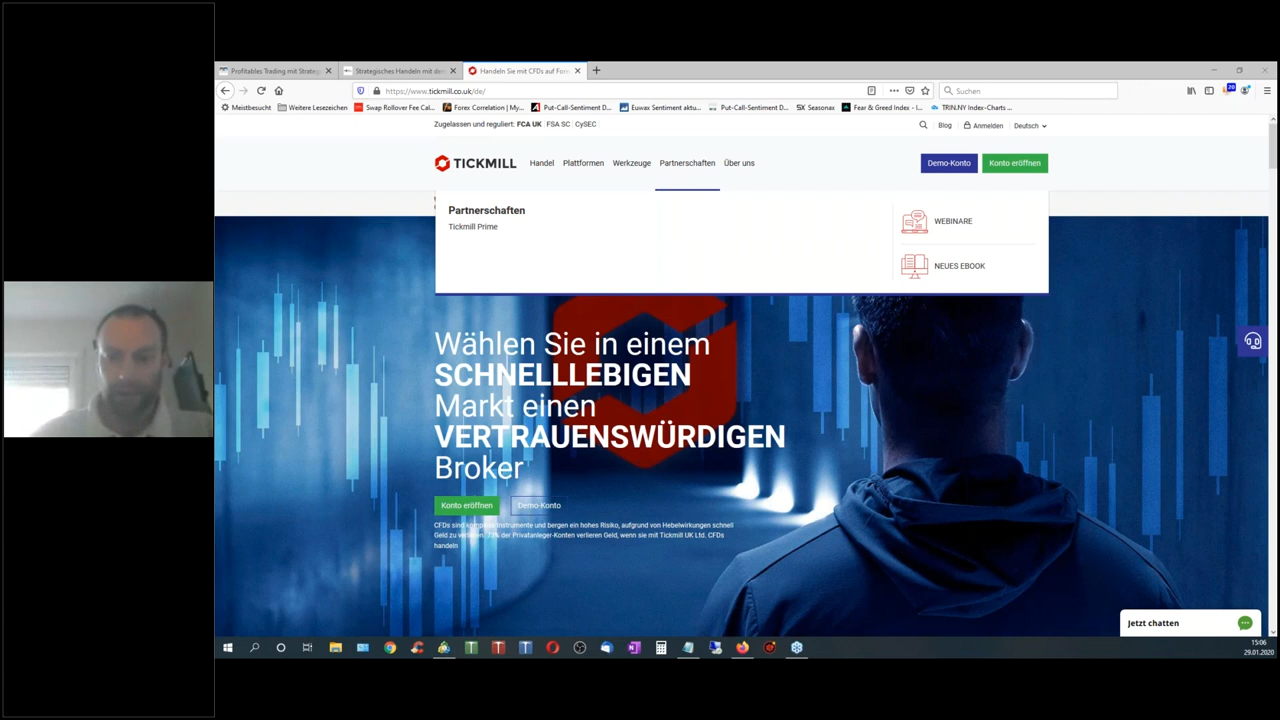 Profitables Trading mit Strateg
Strategisches Handeln mit den
Handeln Sie mit CFDs auf Fore
https://www.tickmill.co.uk/de/
Suchen
Meistbesucht
Weitere Lesezeichen
Swap Rollover Fee Cal...
Forex Correlation | My...
Put-Call-Sentiment D...
Euwax Sentiment aktu...
Put-Call-Sentiment D...
Seasonax
Fear & Greed Index - I...
TRIN.NY Index-Charts ...
Zugelassen und reguliert: FCA UK | FSA SC | CySEC
Blog
Anmelden
Deutsch
TICKMILL
Handel
Plattformen
Werkzeuge
Partnerschaften
Über uns
Demo-Konto
Konto eröffnen
Partnerschaften
Tickmill Prime
WEBINARE
NEUES EBOOK
Wählen Sie in einem
SCHNELLLEBIGEN
Markt einen
VERTRAUENSWÜRDIGEN
Broker
Konto eröffnen
Demo-Konto
CFDs sind komplexe Instrumente und bergen ein hohes Risiko, aufgrund von Hebelwirkungen schnell
Geld zu verlieren. 73% der Privatanleger-Konten verlieren Geld, wenn sie mit Tickmill UK Ltd. CFDs
handeln
Jetzt chatten
15:06
29.01.2020